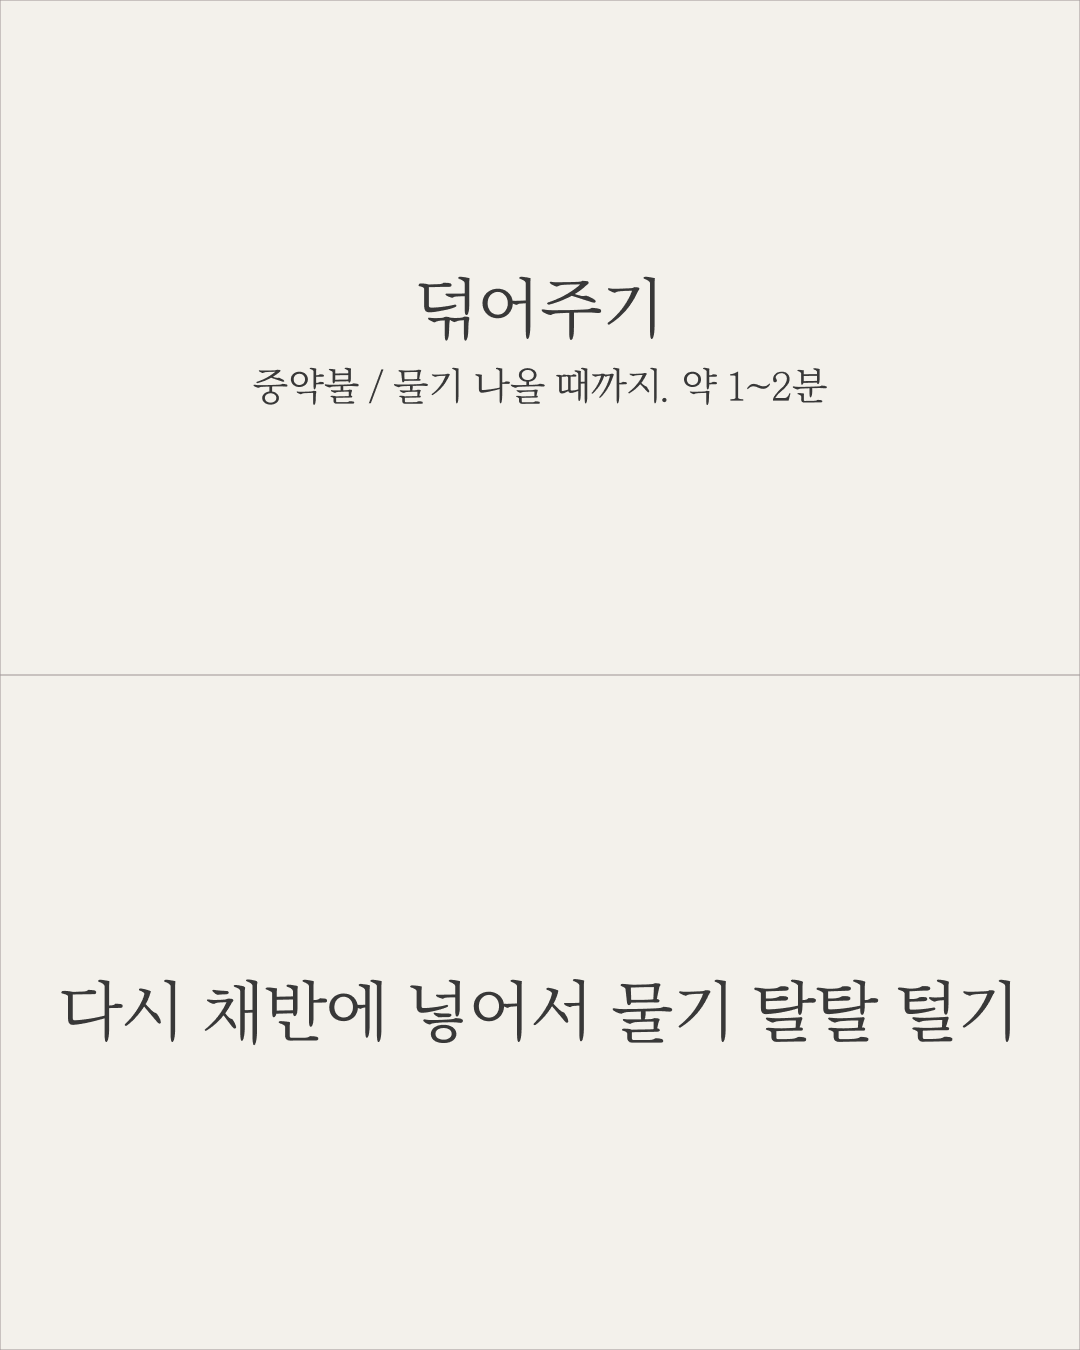 덖어주기
중약불 / 물기 나올 때까지. 약 1~2분
다시 채반에 넣어서 물기 탈탈 털기